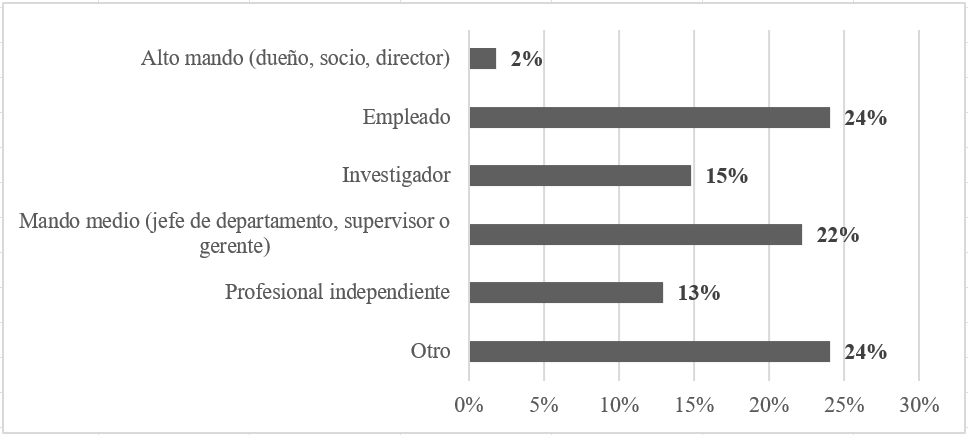 Alto mando (dueño, socio, director) 2%
Empleado 24%
Investigador 15%
Mando medio (jefe de departamento, supervisor o
gerente) 22%
Profesional independiente 13%
Otro 24%
0% 5% 10% 15% 20% 25% 30%